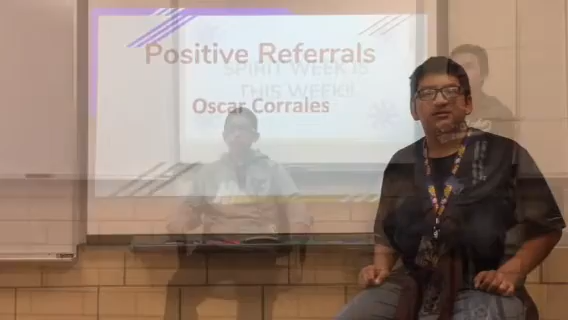 Positive Referrals
SPIRIT WEEK IS
THIS WEEK!!
Oscar Corrales